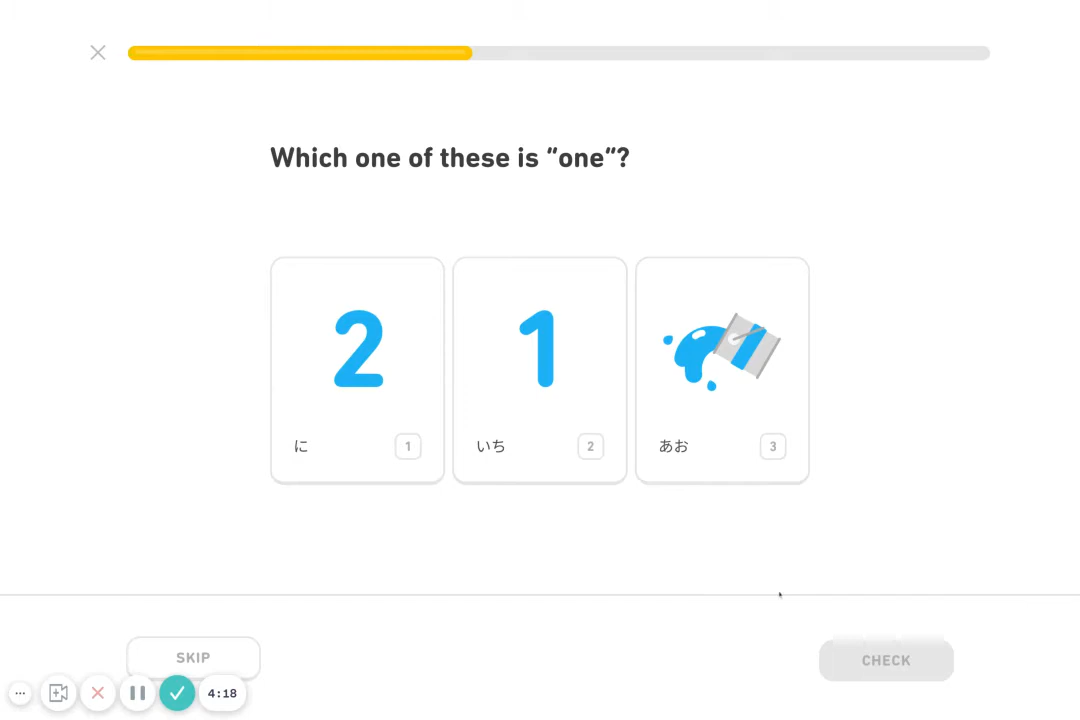 Which one of these is “one”?
2
1
に 1
いち 2
あお 3
SKIP
CHECK
4:18